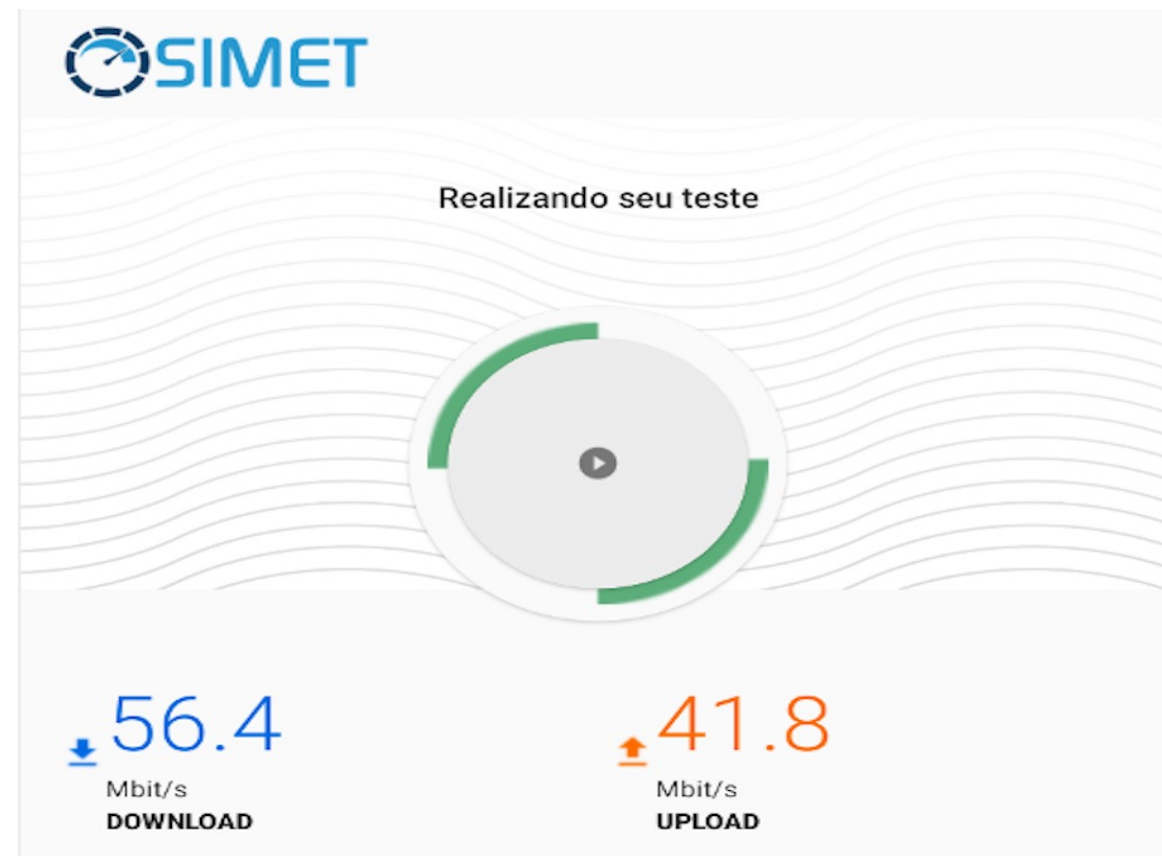 SIMET
Realizando seu teste
56.4
Mbit/s
DOWNLOAD
41.8
Mbit/s
UPLOAD